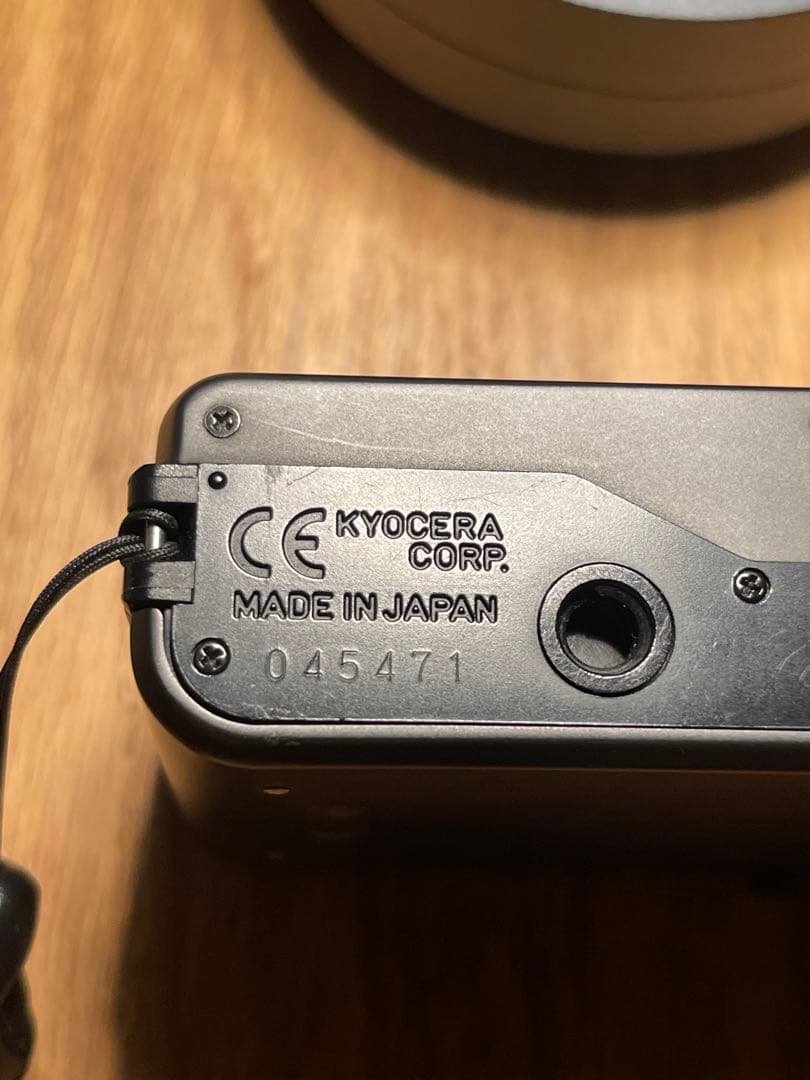 CE KYOCERA
CORP.
MADE IN JAPAN
045471